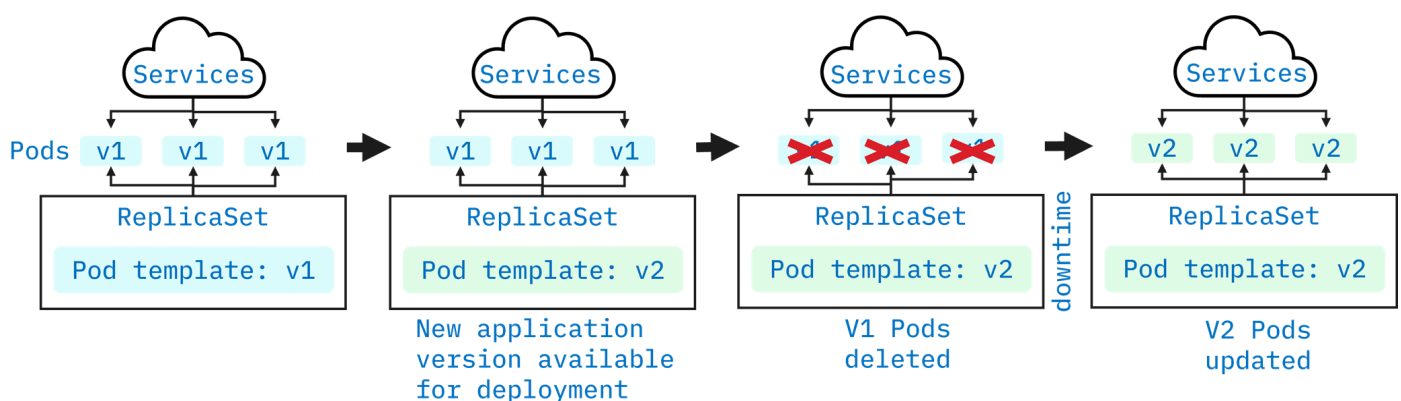 Services
Services
Services
Services
Pods v1 v1 v1
v1 v1 v1
v2 v2 v2
ReplicaSet
Pod template: v1
ReplicaSet
Pod template: v2
New application
version available
for deployment
ReplicaSet
Pod template: v2
V1 Pods
deleted
downtime
ReplicaSet
Pod template: v2
V2 Pods
updated